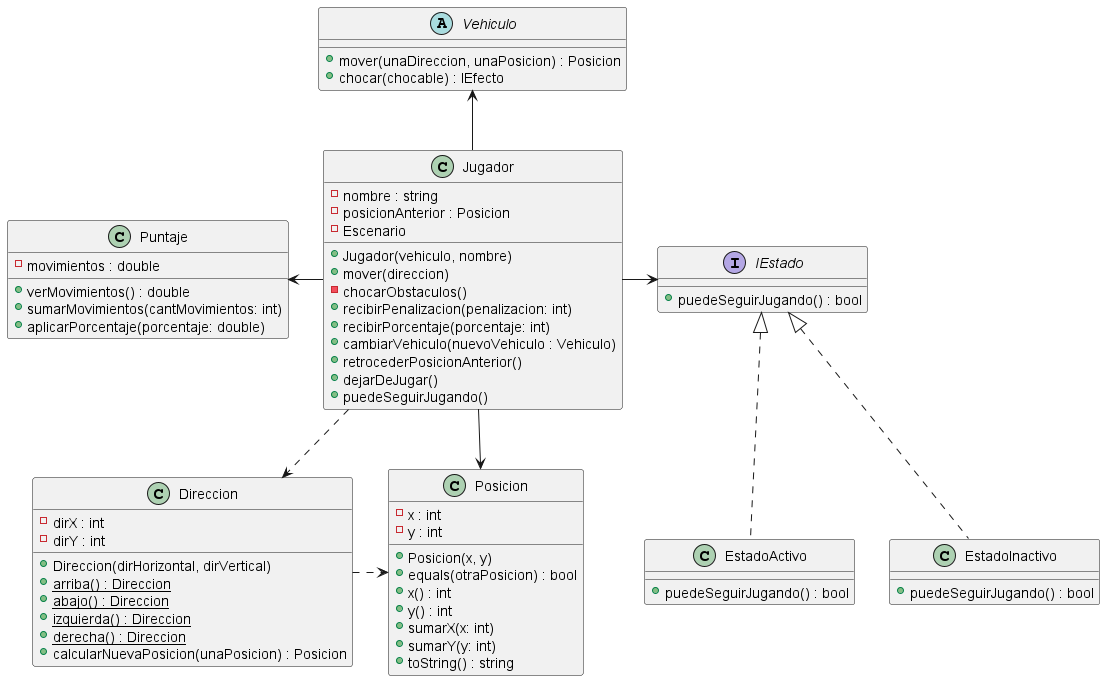 A Vehiculo
mover(unaDireccion, unaPosicion) : Posicion
chocar(chocable) : IEfecto
C Jugador
nombre : string
posicionAnterior : Posicion
Escenario
Jugador(vehiculo, nombre)
mover(direccion)
chocarObstaculos()
recibirPenalizacion(penalizacion: int)
recibirPorcentaje(porcentaje: int)
cambiarVehiculo(nuevoVehiculo : Vehiculo)
retrocederPosicionAnterior()
dejarDeJugar()
puedeSeguirJugando()
C Puntaje
movimientos : double
verMovimientos() : double
sumarMovimientos(cantMovimientos: int)
aplicarPorcentaje(porcentaje: double)
I IEstado
puedeSeguirJugando() : bool
C Direccion
dirX : int
dirY : int
Direccion(dirHorizontal, dirVertical)
arriba() : Direccion
abajo() : Direccion
izquierda() : Direccion
derecha() : Direccion
calcularNuevaPosicion(unaPosicion) : Posicion
C Posicion
x : int
y : int
Posicion(x, y)
equals(otraPosicion) : bool
x() : int
y() : int
sumarX(x: int)
sumarY(y: int)
toString() : string
C EstadoActivo
puedeSeguirJugando() : bool
C EstadoInactivo
puedeSeguirJugando() : bool